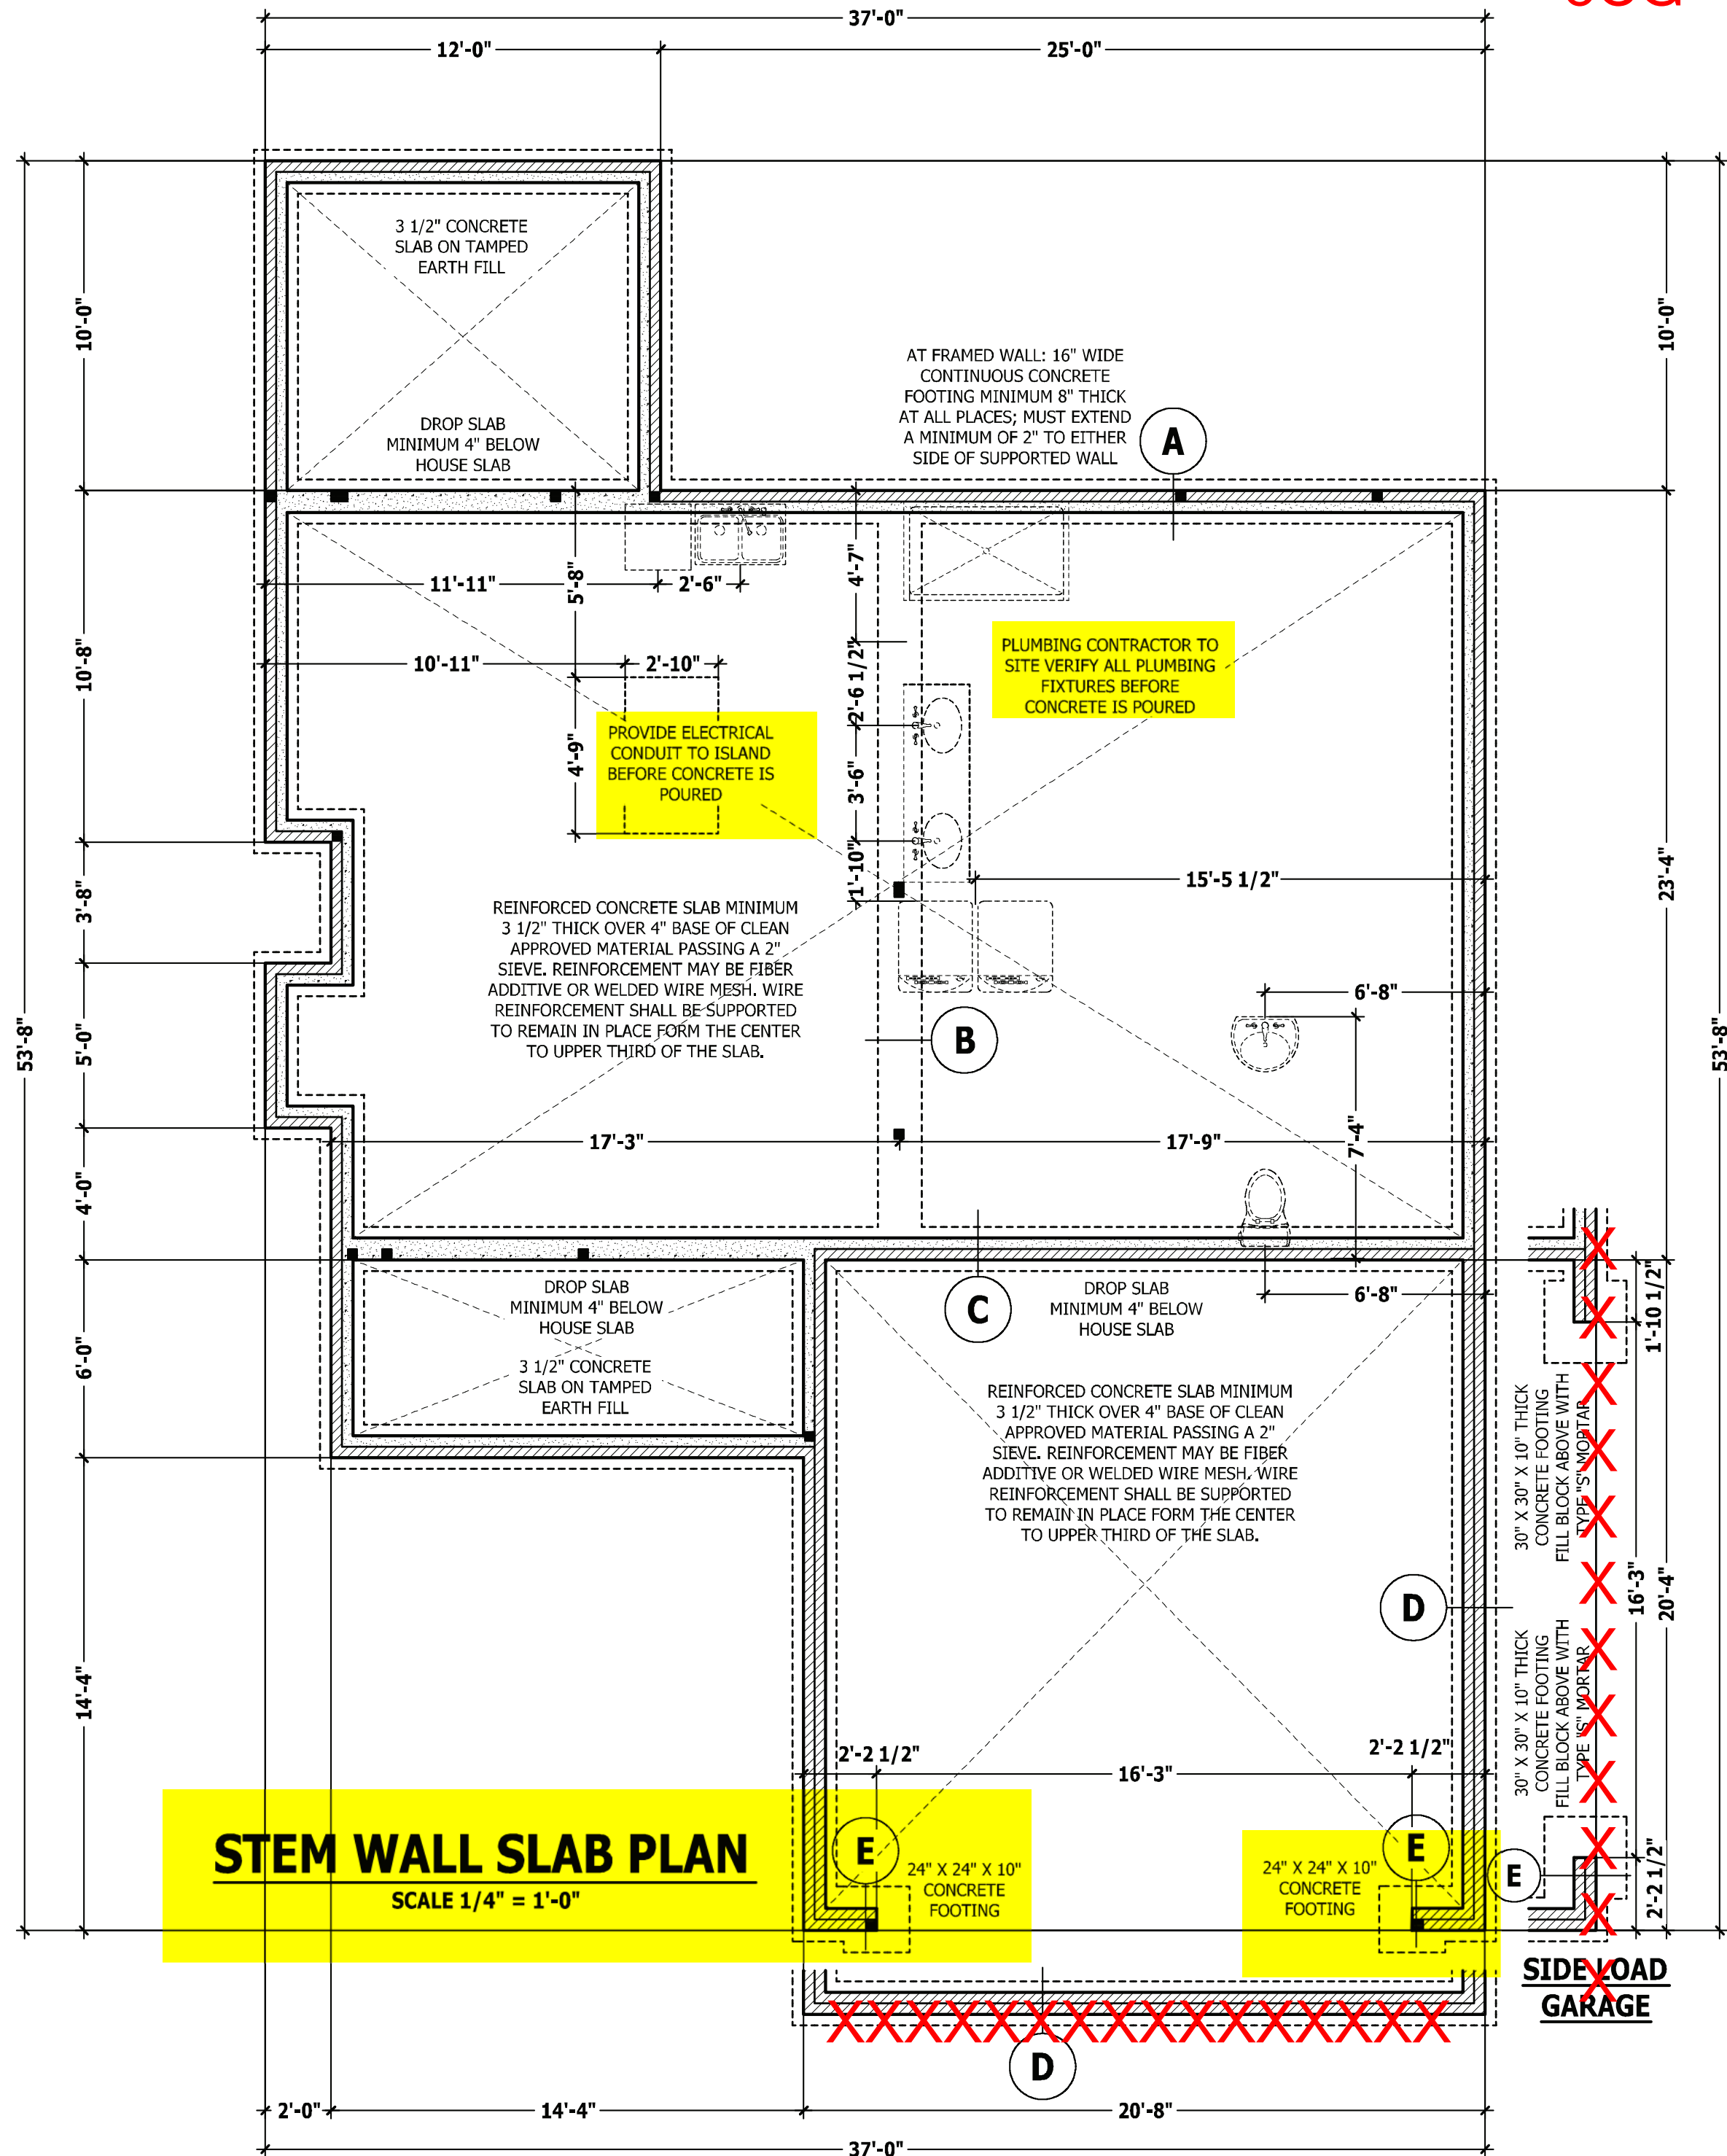 37'-0"
12'-0"
25'-0"
3 1/2" CONCRETE
SLAB ON TAMPED
EARTH FILL
DROP SLAB
MINIMUM 4" BELOW
HOUSE SLAB
10'-0"
10'-0"
AT FRAMED WALL: 16" WIDE
CONTINUOUS CONCRETE
FOOTING MINIMUM 8" THICK
AT ALL PLACES; MUST EXTEND
A MINIMUM OF 2" TO EITHER
SIDE OF SUPPORTED WALL
A
11'-11"
2'-6"
5'-8"
4'-7"
10'-11"
2'-10"
4'-9"
2'-6 1/2"
3'-6"
1'-10"
PLUMBING CONTRACTOR TO
SITE VERIFY ALL PLUMBING
FIXTURES BEFORE
CONCRETE IS POURED
PROVIDE ELECTRICAL
CONDUIT TO ISLAND
BEFORE CONCRETE IS
POURED
10'-8"
3'-8"
23'-4"
15'-5 1/2"
REINFORCED CONCRETE SLAB MINIMUM
3 1/2" THICK OVER 4" BASE OF CLEAN
APPROVED MATERIAL PASSING A 2"
SIEVE. REINFORCEMENT MAY BE FIBER
ADDITIVE OR WELDED WIRE MESH. WIRE
REINFORCEMENT SHALL BE SUPPORTED
TO REMAIN IN PLACE FORM THE CENTER
TO UPPER THIRD OF THE SLAB.
53'-8"
5'-0"
B
6'-8"
53'-8"
7'-4"
17'-3"
17'-9"
4'-0"
DROP SLAB
MINIMUM 4" BELOW
HOUSE SLAB
3 1/2" CONCRETE
SLAB ON TAMPED
EARTH FILL
6'-0"
C
DROP SLAB
MINIMUM 4" BELOW
HOUSE SLAB
6'-8"
1'-10 1/2"
REINFORCED CONCRETE SLAB MINIMUM
3 1/2" THICK OVER 4" BASE OF CLEAN
APPROVED MATERIAL PASSING A 2"
SIEVE. REINFORCEMENT MAY BE FIBER
ADDITIVE OR WELDED WIRE MESH. WIRE
REINFORCEMENT SHALL BE SUPPORTED
TO REMAIN IN PLACE FORM THE CENTER
TO UPPER THIRD OF THE SLAB.
30" X 30" X 10" THICK
CONCRETE FOOTING
FILL BLOCK ABOVE WITH
TYPE "S" MORTAR
D
16'-3"
20'-4"
30" X 30" X 10" THICK
CONCRETE FOOTING
FILL BLOCK ABOVE WITH
TYPE "S" MORTAR
14'-4"
2'-2 1/2"
16'-3"
2'-2 1/2"
STEM WALL SLAB PLAN
SCALE 1/4" = 1'-0"
E
24" X 24" X 10"
CONCRETE
FOOTING
24" X 24" X 10"
CONCRETE
FOOTING
E
E
2'-2 1/2"
SIDE LOAD
GARAGE
D
2'-0"
14'-4"
20'-8"
37'-0"